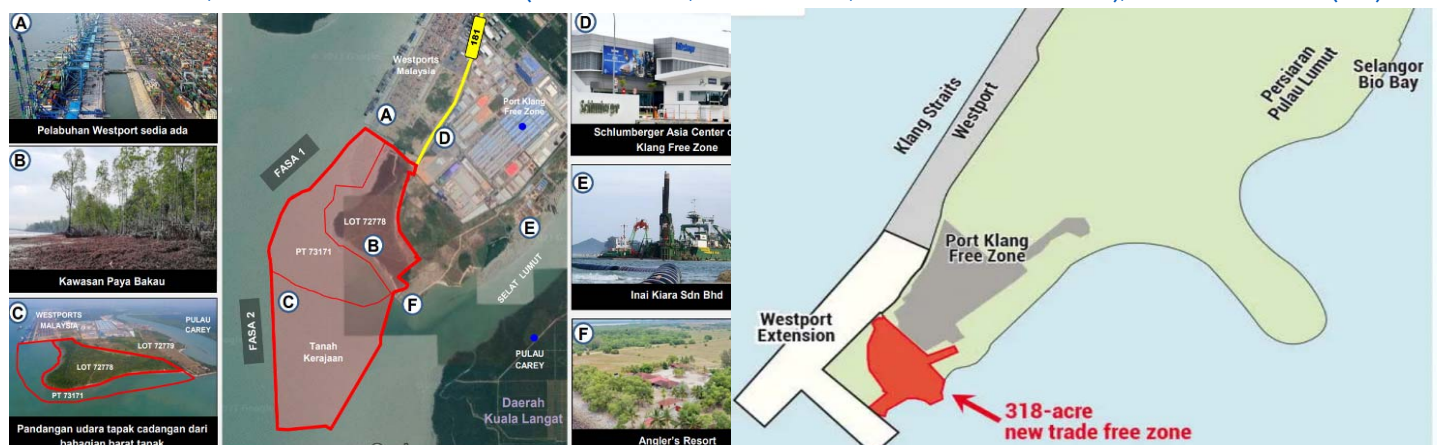 A
Pelabuhan Westport sedia ada
B
Kawasan Paya Bakau
C
WESTPORTS
MALAYSIA
PULAU
CAREY
LOT 72779
LOT 72778
PT 73171
Pandangan udara tapak cadangan dari
bahagian barat tapak
181
Westports
Malaysia
Port Klang
Free Zone
A
D
FASA 1
LOT 72778
PT 73171
B
E
SELAT LUMUT
C
F
FASA 2
Tanah
Kerajaan
PULAU
CAREY
Daerah
Kuala Langat
D
Schlumberger
Schlumberger Asia Center
Klang Free Zone
E
Inai Kiara Sdn Bhd
F
Angler's Resort
Klang Straits
Westport
Persiaran
Pulau Lumut
Selangor
Bio Bay
Port Klang
Free Zone
Westport
Extension
318-acre
new trade free zone